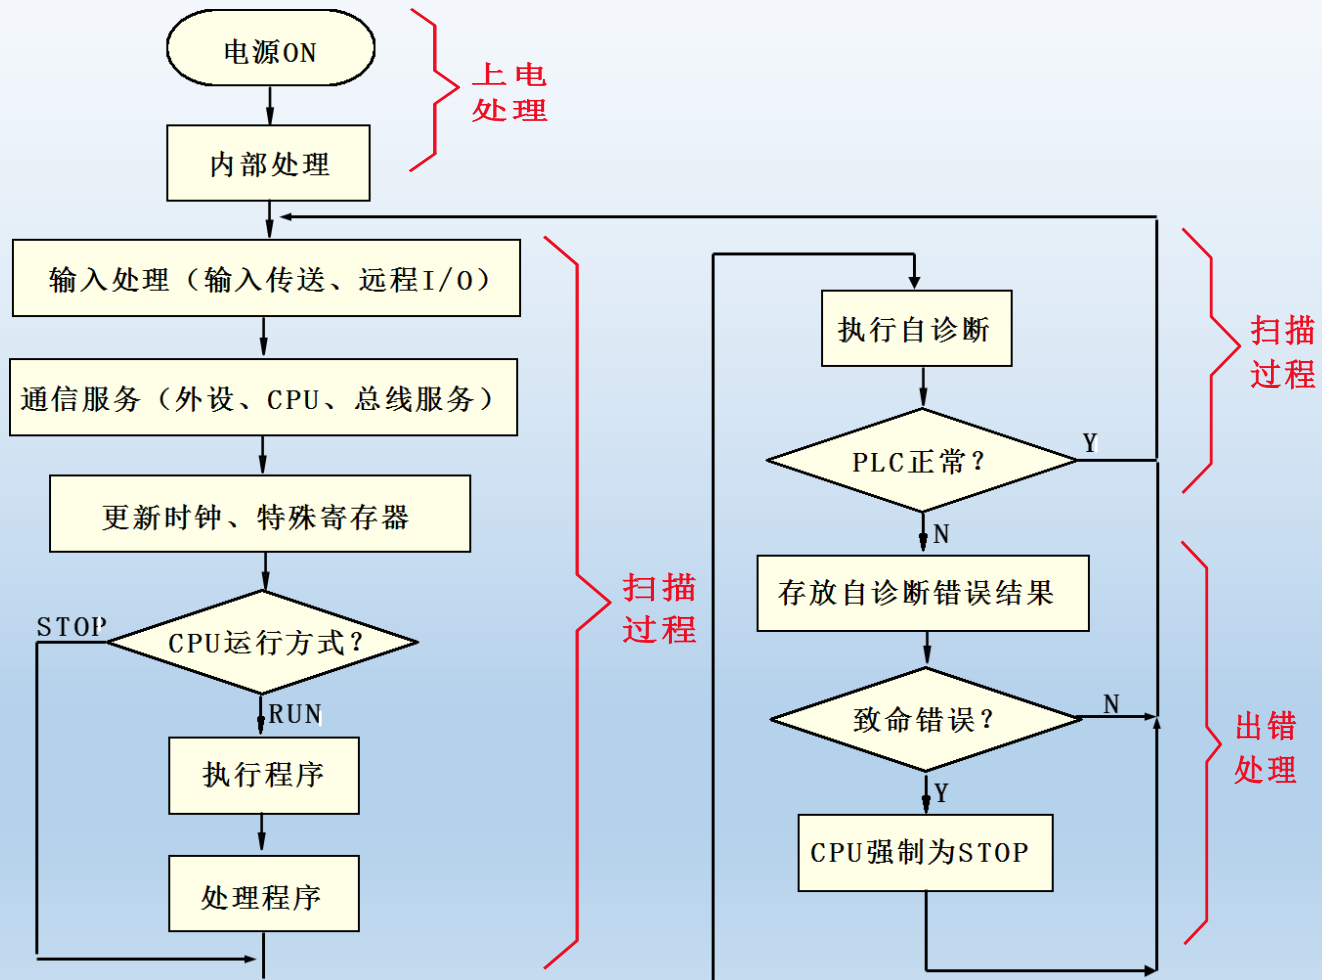 电源ON
上电
处理
内部处理
输入处理（输入传送、远程I/O）
通信服务（外设、CPU、总线服务）
更新时钟、特殊寄存器
CPU运行方式？
STOP
RUN
执行程序
处理程序
扫描
过程
执行自诊断
PLC正常？
Y
N
扫描
过程
存放自诊断错误结果
致命错误？
N
Y
CPU强制为STOP
出错
处理